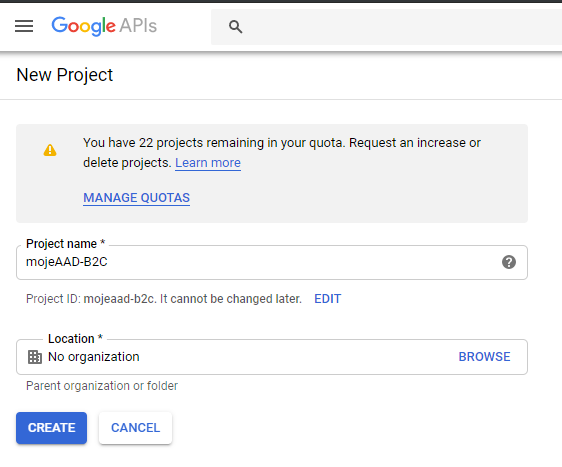 Google APIs
New Project
You have 22 projects remaining in your quota. Request an increase or
delete projects. Learn more
MANAGE QUOTAS
Project name *
mojeAAD-B2C
Project ID: mojeaad-b2c. It cannot be changed later. EDIT
Location *
No organization BROWSE
Parent organization or folder
CREATE CANCEL